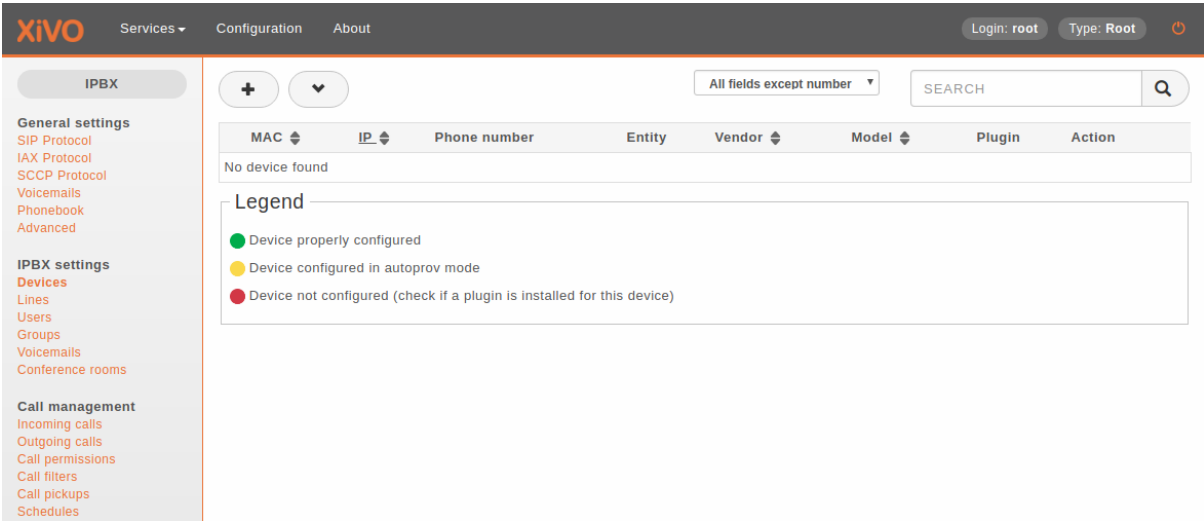 XiVO Services Configuration About Login: root Type: Root
IPBX
General settings
SIP Protocol
IAX Protocol
SCCP Protocol
Voicemails
Phonebook
Advanced
IPBX settings
Devices
Lines
Users
Groups
Voicemails
Conference rooms
Call management
Incoming calls
Outgoing calls
Call permissions
Call filters
Call pickups
Schedules
All fields except number SEARCH
MAC IP Phone number Entity Vendor Model Plugin Action
No device found
Legend
Device properly configured
Device configured in autoprov mode
Device not configured (check if a plugin is installed for this device)